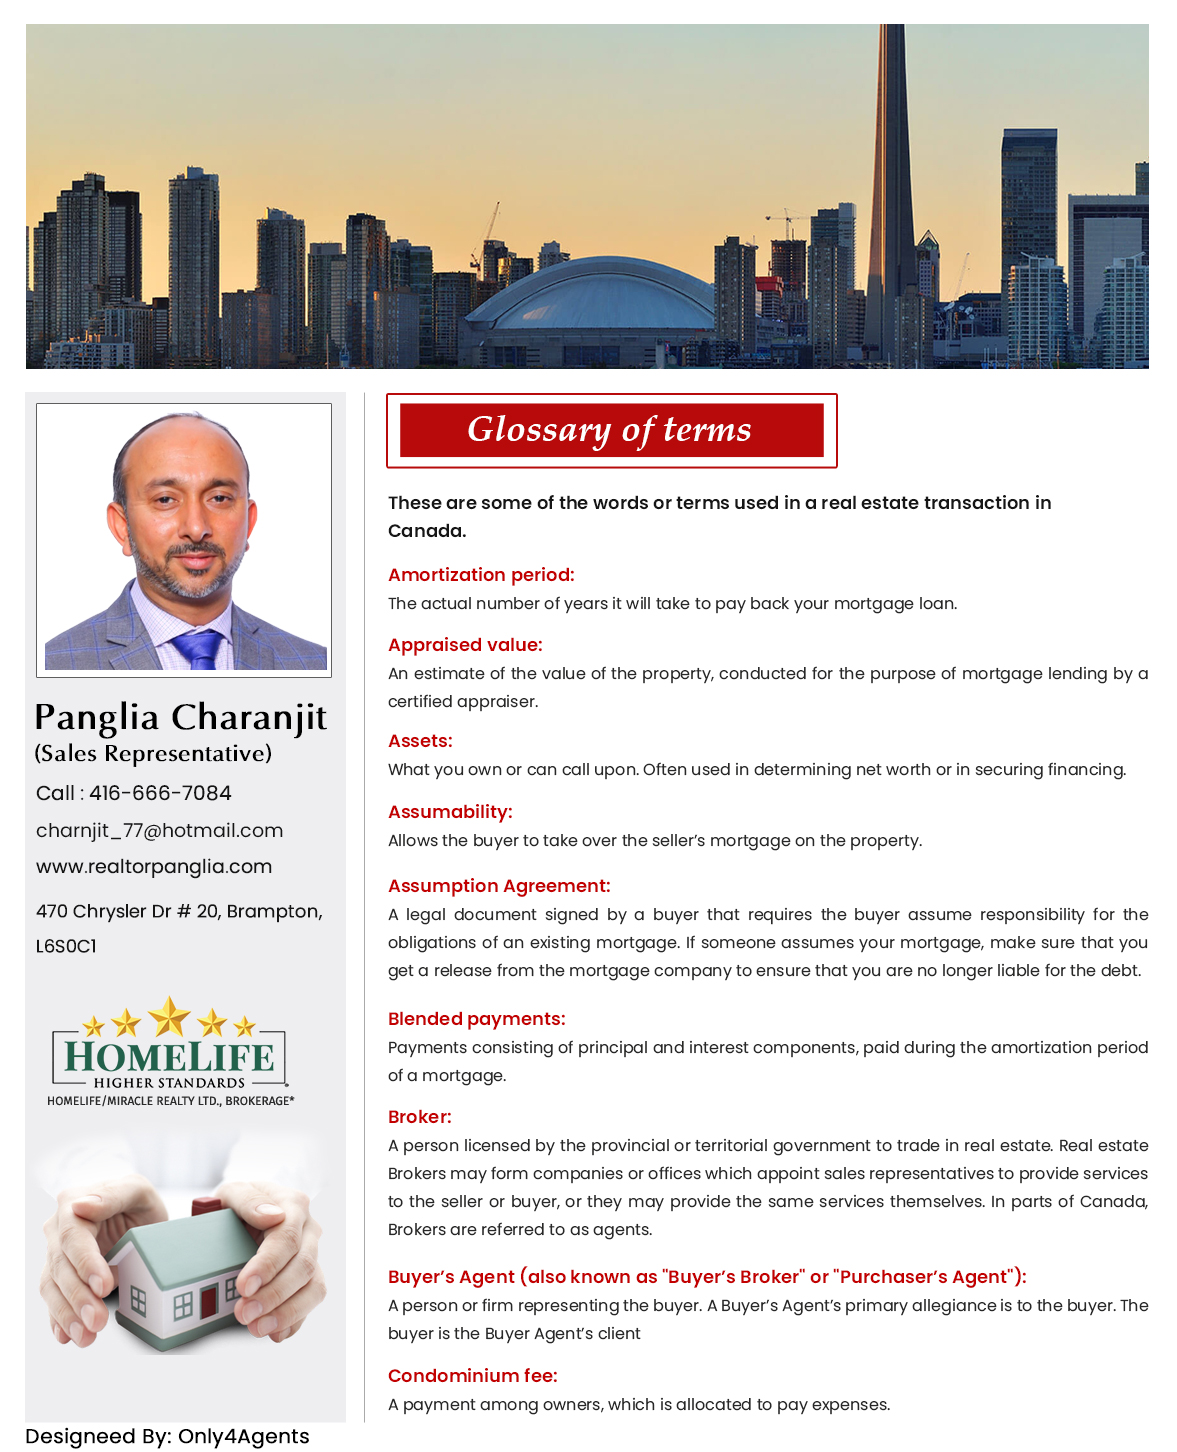 Panglia Charanjit
(Sales Representative)
Call : 416-666-7084
charnjit_77@hotmail.com
www.realtorpanglia.com
470 Chrysler Dr # 20, Brampton,
L6S0C1
HOMELIFE
HIGHER STANDARDS
HOMELIFE/MIRACLE REALTY LTD., BROKERAGE*
Glossary of terms
These are some of the words or terms used in a real estate transaction in
Canada.
Amortization period:
The actual number of years it will take to pay back your mortgage loan.
Appraised value:
An estimate of the value of the property, conducted for the purpose of mortgage lending by a
certified appraiser.
Assets:
What you own or can call upon. Often used in determining net worth or in securing financing.
Assumability:
Allows the buyer to take over the seller’s mortgage on the property.
Assumption Agreement:
A legal document signed by a buyer that requires the buyer assume responsibility for the
obligations of an existing mortgage. If someone assumes your mortgage, make sure that you
get a release from the mortgage company to ensure that you are no longer liable for the debt.
Blended payments:
Payments consisting of principal and interest components, paid during the amortization period
of a mortgage.
Broker:
A person licensed by the provincial or territorial government to trade in real estate. Real estate
Brokers may form companies or offices which appoint sales representatives to provide services
to the seller or buyer, or they may provide the same services themselves. In parts of Canada,
Brokers are referred to as agents.
Buyer’s Agent (also known as "Buyer’s Broker" or "Purchaser’s Agent"):
A person or firm representing the buyer. A Buyer’s Agent’s primary allegiance is to the buyer. The
buyer is the Buyer Agent’s client
Condominium fee:
A payment among owners, which is allocated to pay expenses.
Designeed By: Only4Agents